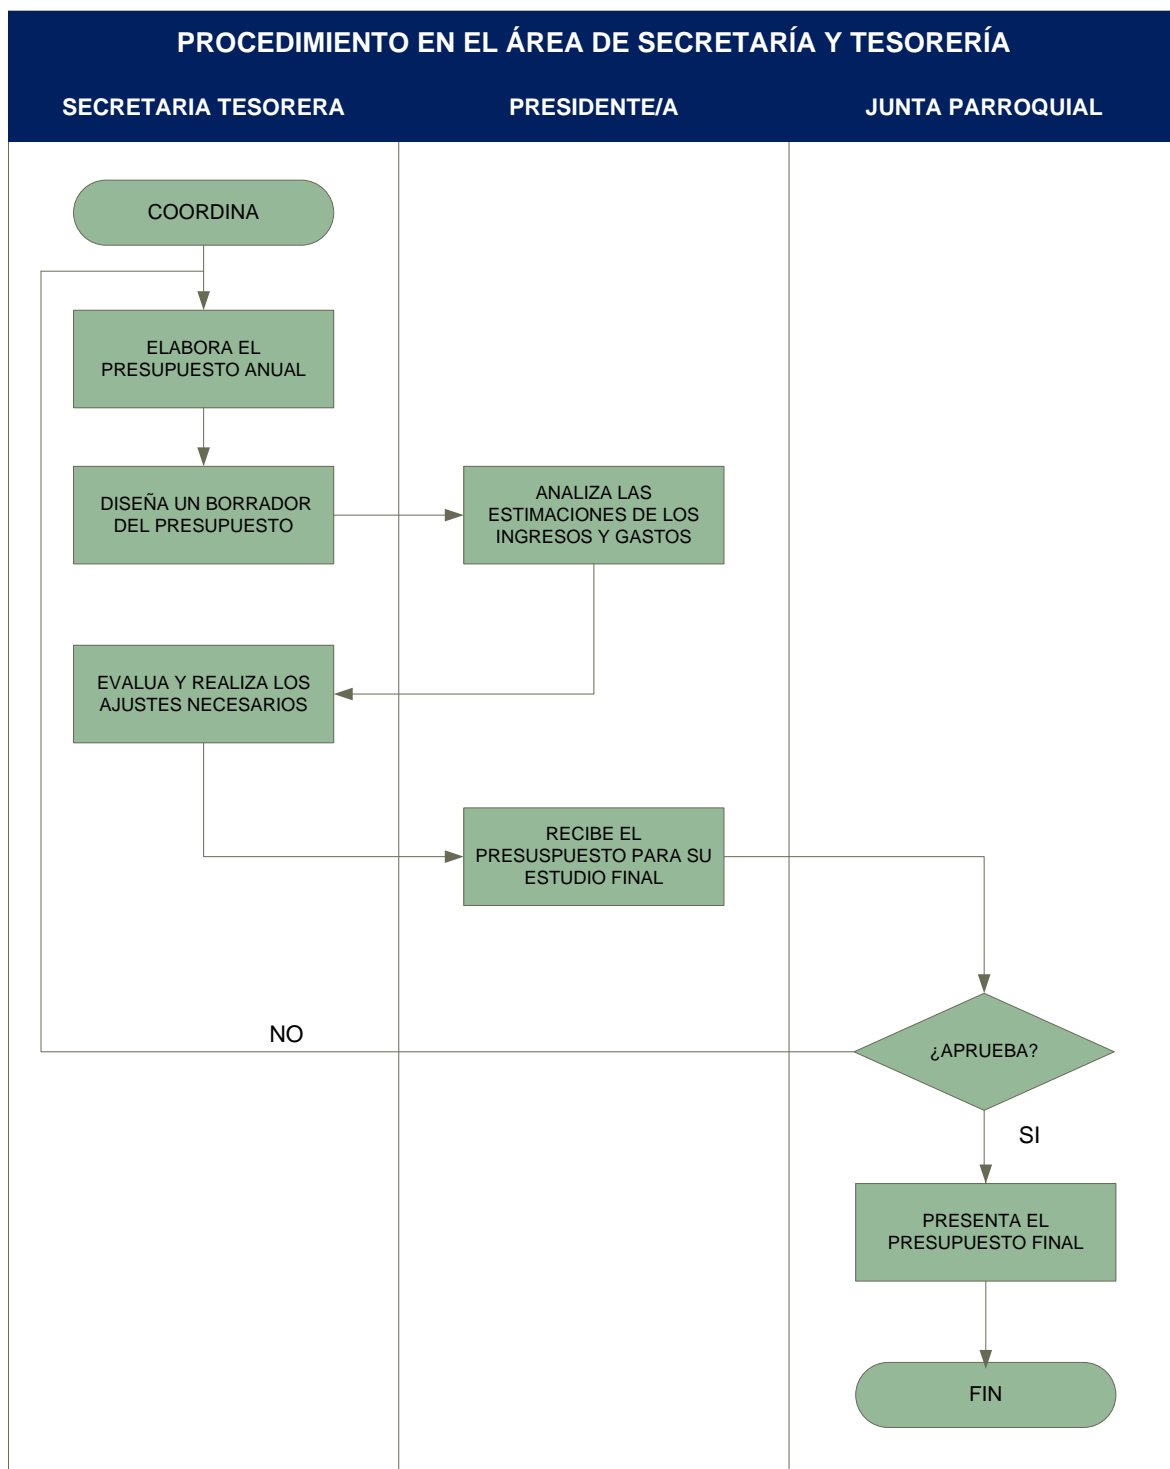 PROCEDIMIENTO EN EL ÁREA DE SECRETARÍA Y TESORERÍA
SECRETARIA TESORERA
PRESIDENTE/A
JUNTA PARROQUIAL
COORDINA
ELABORA EL
PRESUPUESTO ANUAL
DISEÑA UN BORRADOR
DEL PRESUPUESTO
ANALIZA LAS
ESTIMACIONES DE LOS
INGRESOS Y GASTOS
EVALUA Y REALIZA LOS
AJUSTES NECESARIOS
RECIBE EL
PRESUSPUESTO PARA SU
ESTUDIO FINAL
NO
¿APRUEBA?
SI
PRESENTA EL
PRESUPUESTO FINAL
FIN